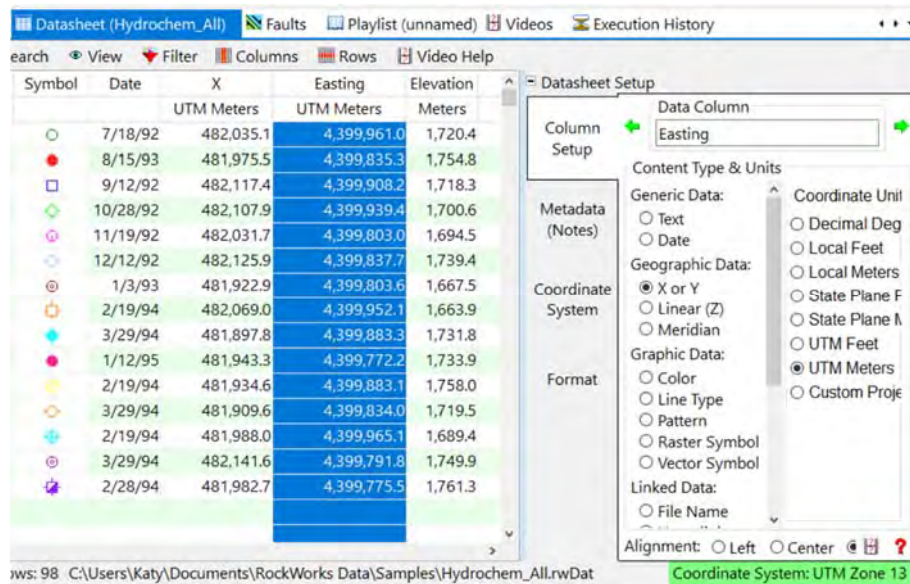 Datasheet (Hydrochem_All) Faults Playlist (unnamed) Videos Execution History
earch View Filter Columns Rows Video Help
Symbol Date X Easting Elevation
UTM Meters UTM Meters Meters
7/18/92 482,035.1 4,399,961.0 1,720.4
8/15/93 481,975.5 4,399,835.3 1,754.8
9/12/92 482,117.4 4,399,908.2 1,718.3
10/28/92 482,107.9 4,399,939.4 1,700.6
11/19/92 482,031.7 4,399,803.0 1,694.5
12/12/92 482,125.9 4,399,837.7 1,739.4
1/3/93 481,922.9 4,399,803.6 1,667.5
2/19/94 482,069.0 4,399,952.1 1,663.9
3/29/94 481,897.8 4,399,883.3 1,731.8
1/12/95 481,943.3 4,399,772.2 1,733.9
2/19/94 481,934.6 4,399,883.1 1,758.0
3/29/94 481,909.6 4,399,834.0 1,719.5
2/19/94 481,988.0 4,399,965.1 1,689.4
3/29/94 482,141.6 4,399,791.8 1,749.9
2/28/94 481,982.7 4,399,775.5 1,761.3
Datasheet Setup
Column
Setup
Metadata
(Notes)
Coordinate
System
Format
Data Column
Easting
Content Type & Units
Generic Data:
Text
Date
Geographic Data:
X or Y
Linear (Z)
Meridian
Graphic Data:
Color
Line Type
Pattern
Raster Symbol
Vector Symbol
Linked Data:
File Name
Coordinate Unit
Decimal Deg
Local Feet
Local Meters
State Plane F
State Plane M
UTM Feet
UTM Meters
Custom Proje
Alignment: Left Center ?
ws: 98 C:\Users\Katy\Documents\RockWorks Data\Samples\Hydrochem_All.rwDat Coordinate System: UTM Zone 13